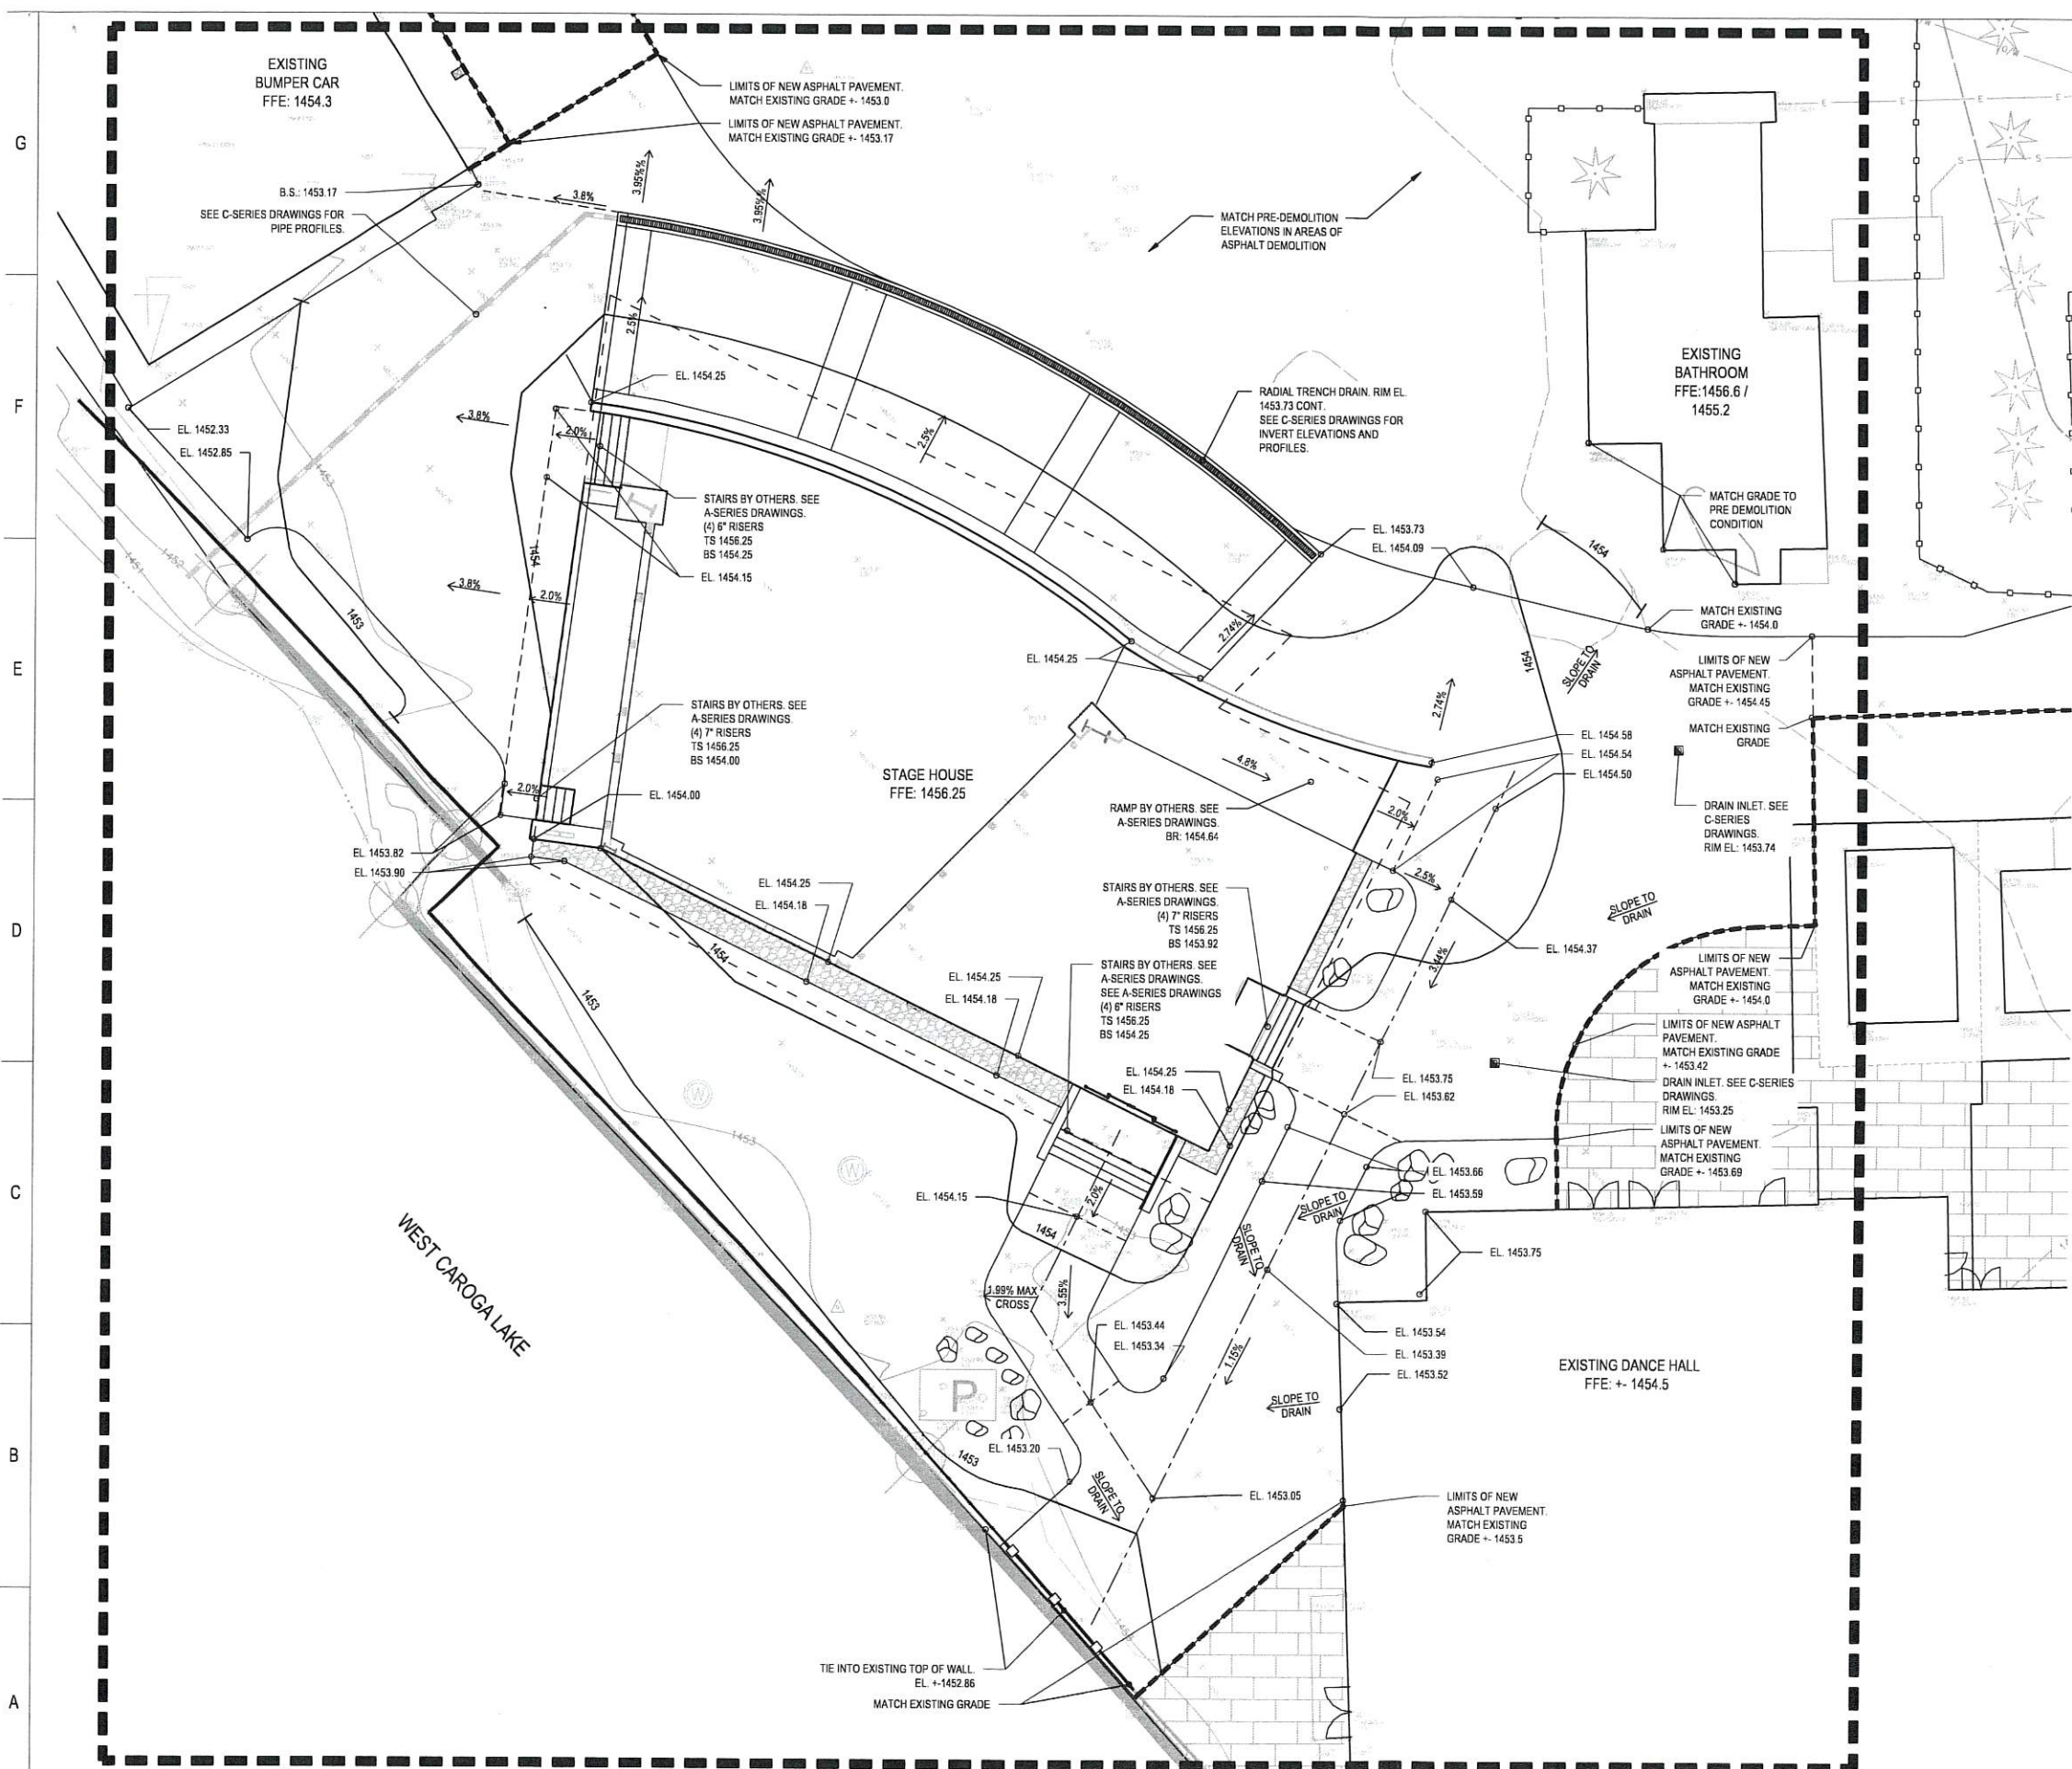 EXISTING
BUMPER CAR
FFE: 1454.3
LIMITS OF NEW ASPHALT PAVEMENT.
MATCH EXISTING GRADE +- 1453.0
LIMITS OF NEW ASPHALT PAVEMENT.
MATCH EXISTING GRADE +- 1453.17
G
B.S.: 1453.17
SEE C-SERIES DRAWINGS FOR
PIPE PROFILES.
3.8%
3.95%
3.95%
MATCH PRE-DEMOLITION
ELEVATIONS IN AREAS OF
ASPHALT DEMOLITION
E
E
E
S
S
EXISTING
BATHROOM
FFE:1456.6 /
1455.2
2.5%
F
EL. 1454.25
RADIAL TRENCH DRAIN. RIM EL.
1453.73 CONT.
SEE C-SERIES DRAWINGS FOR
INVERT ELEVATIONS AND
PROFILES.
EL. 1452.33
EL. 1452.85
3.8%
2.0%
2.5%
1453
STAIRS BY OTHERS. SEE
A-SERIES DRAWINGS.
(4) 6" RISERS
TS 1456.25
BS 1454.25
MATCH GRADE TO
PRE DEMOLITION
CONDITION
EL. 1453.73
EL. 1454.09
1454
1451
1452
1454
EL. 1454.15
3.8%
2.0%
1453
MATCH EXISTING
GRADE +- 1454.0
E
EL. 1454.25
2.74%
1454
SLOPE TO
DRAIN
LIMITS OF NEW
ASPHALT PAVEMENT.
MATCH EXISTING
GRADE +- 1454.45
MATCH EXISTING
GRADE
2.74%
STAIRS BY OTHERS. SEE
A-SERIES DRAWINGS.
(4) 7" RISERS
TS 1456.25
BS 1454.00
EL. 1454.58
EL. 1454.54
EL.1454.50
STAGE HOUSE
FFE: 1456.25
4.8%
2.0%
EL. 1454.00
RAMP BY OTHERS. SEE
A-SERIES DRAWINGS.
BR: 1454.64
2.0%
DRAIN INLET. SEE
C-SERIES
DRAWINGS.
RIM EL: 1453.74
EL. 1453.82
EL. 1453.90
EL. 1454.25
EL. 1454.18
2.5%
STAIRS BY OTHERS. SEE
A-SERIES DRAWINGS.
(4) 7" RISERS
TS 1456.25
BS 1453.92
SLOPE TO
DRAIN
D
1454
3.44%
EL. 1454.37
LIMITS OF NEW
ASPHALT PAVEMENT.
MATCH EXISTING
GRADE +- 1454.0
1453
EL. 1454.25
EL. 1454.18
STAIRS BY OTHERS. SEE
A-SERIES DRAWINGS.
SEE A-SERIES DRAWINGS
(4) 6" RISERS
TS 1456.25
BS 1454.25
LIMITS OF NEW ASPHALT
PAVEMENT.
MATCH EXISTING GRADE
+- 1453.42
EL. 1454.25
EL. 1454.18
EL. 1453.75
EL. 1453.62
DRAIN INLET. SEE C-SERIES
DRAWINGS.
RIM EL: 1453.25
W
1453
LIMITS OF NEW
ASPHALT PAVEMENT.
MATCH EXISTING
GRADE +- 1453.69
W
EL. 1453.66
EL. 1453.59
C
EL. 1454.15
2.0%
SLOPE TO
DRAIN
1454
WEST CAROGA LAKE
SLOPE TO
DRAIN
EL. 1453.75
1.99% MAX
CROSS
3.55%
EL. 1453.44
EL. 1453.34
EL. 1453.54
EL. 1453.39
EL. 1453.52
1.15%
EXISTING DANCE HALL
FFE: +- 1454.5
P
SLOPE TO
DRAIN
B
EL. 1453.20
1453
SLOPE TO
DRAIN
EL. 1453.05
LIMITS OF NEW
ASPHALT PAVEMENT.
MATCH EXISTING
GRADE +- 1453.5
TIE INTO EXISTING TOP OF WALL.
EL. +-1452.86
MATCH EXISTING GRADE
A